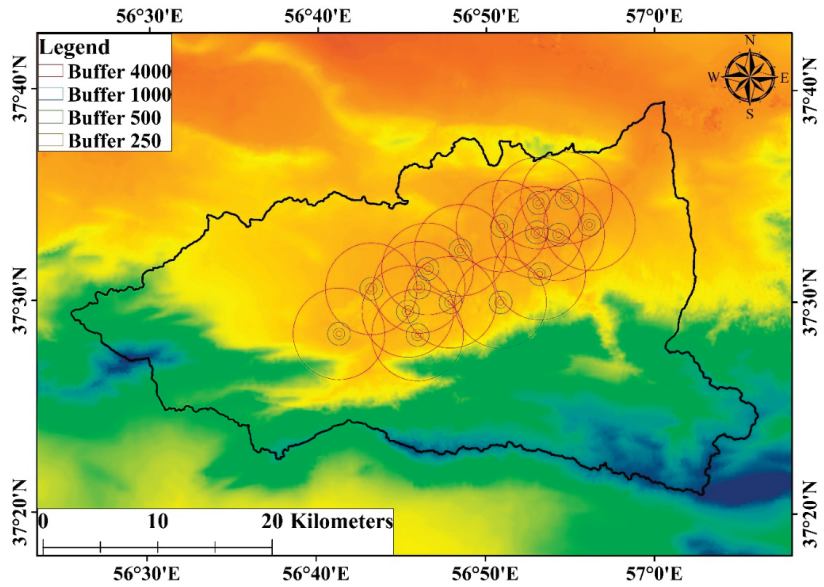 56°30'E 56°40'E 56°50'E 57°0'E
Legend
Buffer 4000
Buffer 1000
Buffer 500
Buffer 250
N
W E
S
37°40'N 37°40'N
37°30'N 37°30'N
37°20'N 37°20'N
0 10 20 Kilometers
56°30'E 56°40'E 56°50'E 57°0'E